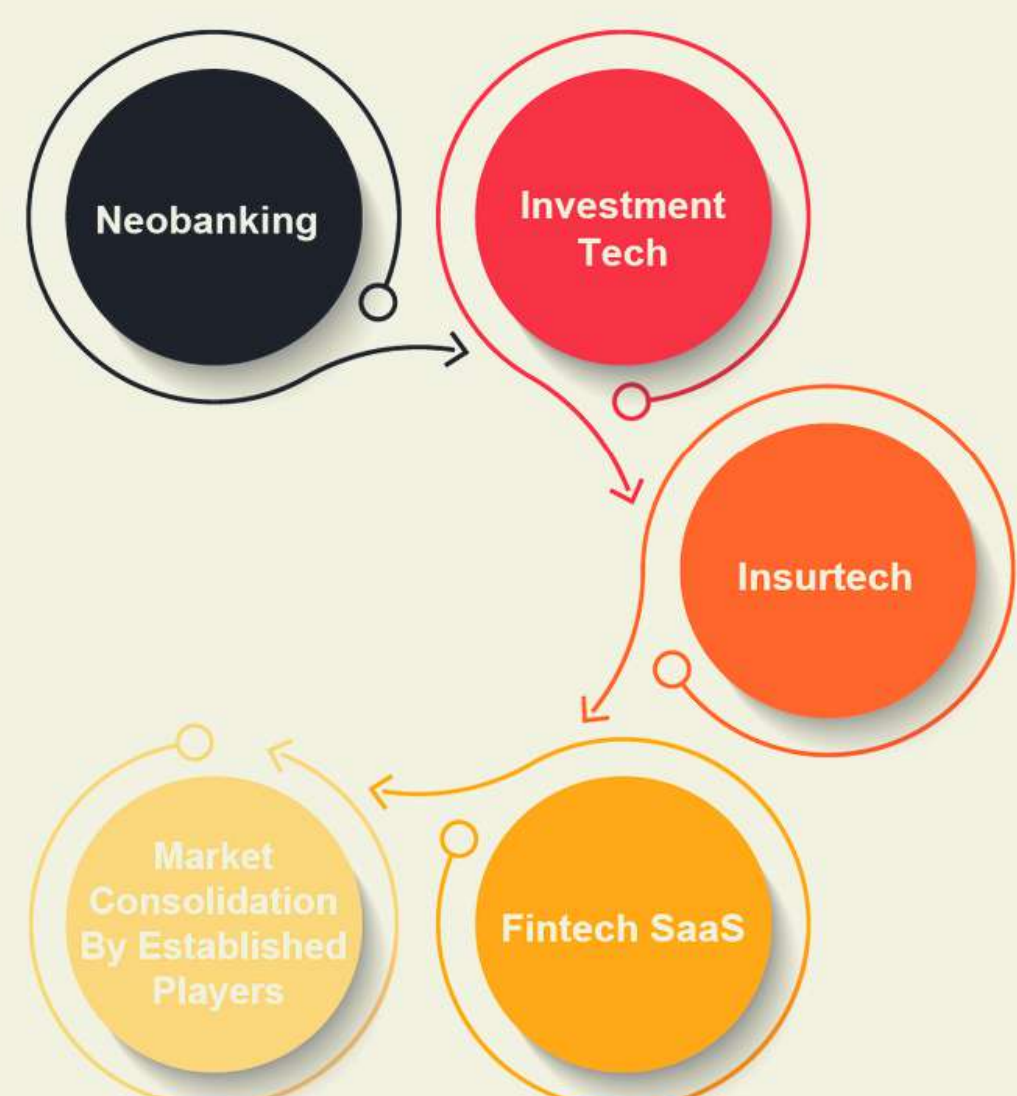 Neobanking
Investment
Tech
Insurtech
Fintech SaaS
Market
Consolidation
By Established
Players